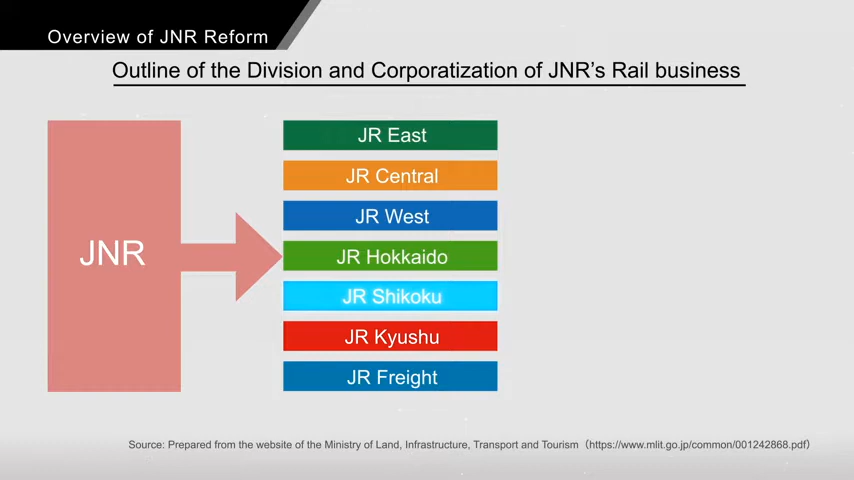 Overview of JNR Reform
Outline of the Division and Corporatization of JNR's Rail business
JNR
JR East
JR Central
JR West
JR Hokkaido
JR Shikoku
JR Kyushu
JR Freight
Source: Prepared from the website of the Ministry of Land, Infrastructure, Transport and Tourism（https://www.mlit.go.jp/common/001242868.pdf）